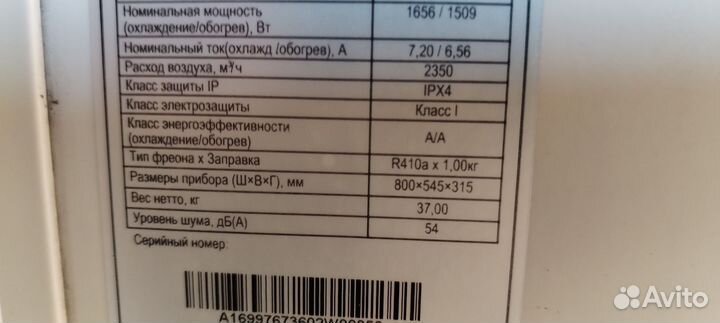 Номинальная мощность
(охлаждение/обогрев), Вт 1656 / 1509
Номинальный ток(охлажд /обогрев), А 7,20 / 6,56
Расход воздуха, м³/ч 2350
Класс защиты IP IPX4
Класс электрозащиты Класс I
Класс энергоэффективности
(охлаждение/обогрев) A/A
Тип фреона х Заправка R410a x 1,00кг
Размеры прибора (Ш×В×Г), мм 800×545×315
Вес нетто, кг 37,00
Уровень шума, дБ(А) 54
Серийный номер:
Avito